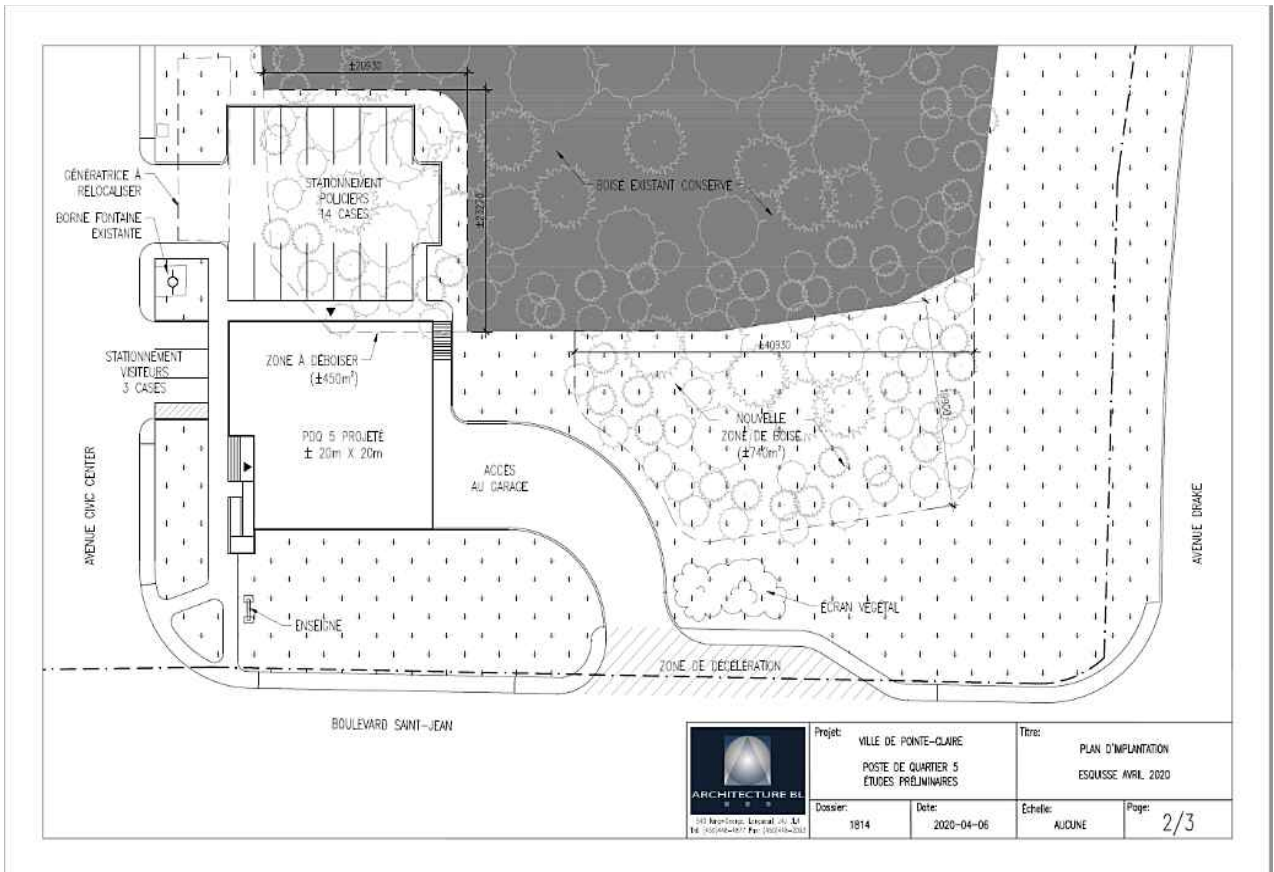 ±20930
±23220
BOISÉ EXISTANT CONSERVÉ
GÉNÉRATRICE À
RELOCALISER
BORNE FONTAINE
EXISTANTE
STATIONNEMENT
POLICIERS
14 CASES
STATIONNEMENT
VISITEURS
3 CASES
ZONE À DÉBOISER
(±450m²)
PDQ 5 PROJETÉ
± 20m X 20m
±40930
NOUVELLE
ZONE DE BOISÉ
(±740m²)
ACCÈS
AU GARAGE
AVENUE CIVIC CENTER
AVENUE DRAKE
ENSEIGNE
ÉCRAN VÉGÉTAL
ZONE DE DÉCÉLÉRATION
BOULEVARD SAINT-JEAN
ARCHITECTURE BL
Projet:
VILLE DE POINTE-CLAIRE
POSTE DE QUARTIER 5
ÉTUDES PRÉLIMINAIRES
Titre:
PLAN D'IMPLANTATION
ESQUISSE AVRIL 2020
Dossier:
1814
Date:
2020-04-06
Échelle:
AUCUNE
Page:
2/3